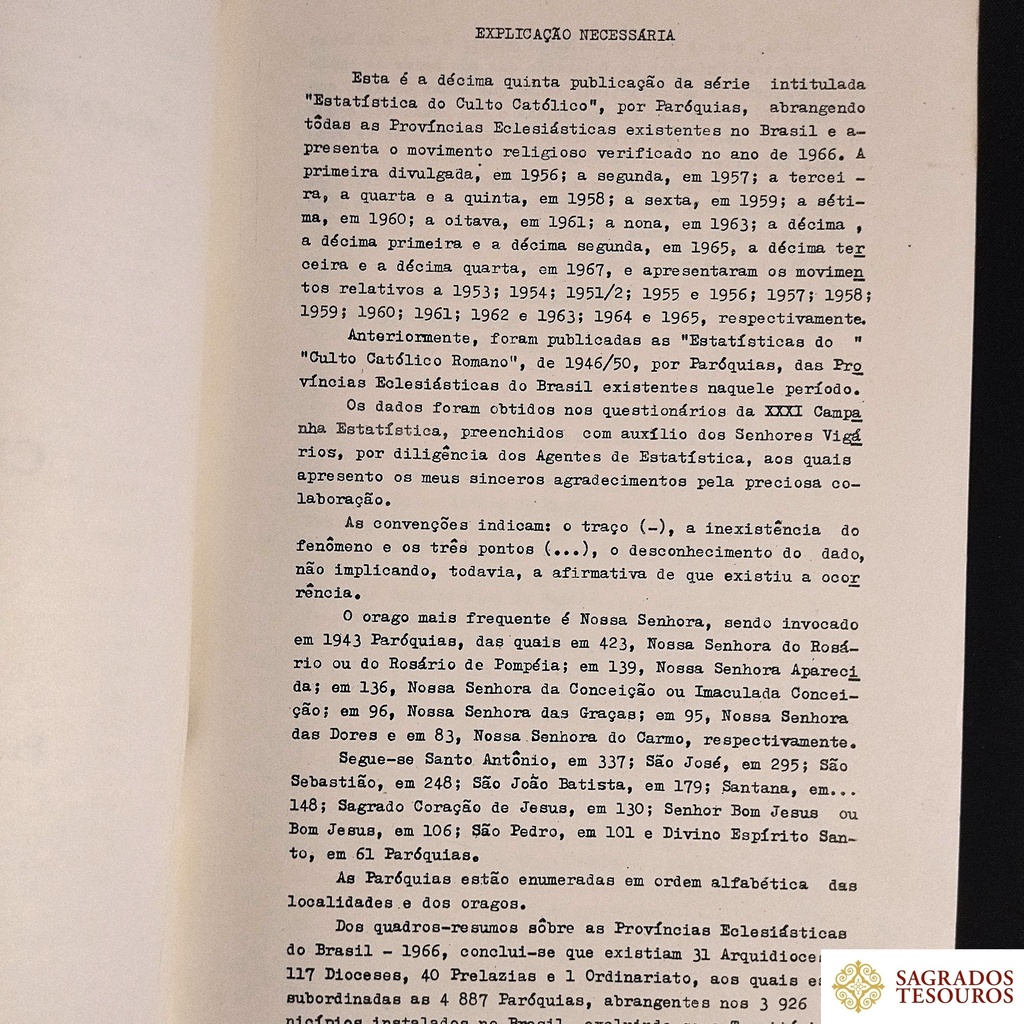 EXPLICAÇÃO NECESSÁRIA
Esta é a décima quinta publicação da série intitulada
"Estatística do Culto Católico", por Paróquias, abrangendo
tôdas as Províncias Eclesiásticas existentes no Brasil e a-
presenta o movimento religioso verificado no ano de 1966. A
primeira divulgada, em 1956; a segunda, em 1957; a tercei -
ra, a quarta e a quinta, em 1958; a sexta, em 1959; a séti-
ma, em 1960; a oitava, em 1961; a nona, em 1963; a décima ,
a décima primeira e a décima segunda, em 1965, a décima ter
ceira e a décima quarta, em 1967, e apresentaram os movimen
tos relativos a 1953; 1954; 1951/2; 1955 e 1956; 1957; 1958;
1959; 1960; 1961; 1962 e 1963; 1964 e 1965, respectivamente.
Anteriormente, foram publicadas as "Estatísticas do "
"Culto Católico Romano", de 1946/50, por Paróquias, das Pro
víncias Eclesiásticas do Brasil existentes naquele período.
Os dados foram obtidos nos questionários da XXXI Campa
nha Estatística, preenchidos com auxílio dos Senhores Vigá
rios, por diligência dos Agentes de Estatística, aos quais
apresento os meus sinceros agradecimentos pela preciosa co-
laboração.
As convenções indicam: o traço (-), a inexistência do
fenômeno e os três pontos (...), o desconhecimento do dado,
não implicando, todavia, a afirmativa de que existiu a ocor
rência.
O orago mais frequente é Nossa Senhora, sendo invocado
em 1943 Paróquias, das quais em 423, Nossa Senhora do Rosá-
rio ou do Rosário de Pompéia; em 139, Nossa Senhora Apareci
da; em 136, Nossa Senhora da Conceição ou Imaculada Concei-
ção; em 96, Nossa Senhora das Graças; em 95, Nossa Senhora
das Dores e em 83, Nossa Senhora do Carmo, respectivamente.
Segue-se Santo Antônio, em 337; São José, em 295; São
Sebastião, em 248; São João Batista, em 179; Santana, em...
148; Sagrado Coração de Jesus, em 130; Senhor Bom Jesus ou
Bom Jesus, em 106; São Pedro, em 101 e Divino Espírito San-
to, em 61 Paróquias.
As Paróquias estão enumeradas em ordem alfabética das
localidades e dos oragos.
Dos quadros-resumos sôbre as Províncias Eclesiásticas
do Brasil - 1966, conclui-se que existiam 31 Arquidioce
117 Dioceses, 40 Prelazias e 1 Ordinariato, aos quais es
subordinadas as 4 887 Paróquias, abrangentes nos 3 926
nicípios instalados no Brasil, excluindo
SAGRADOS
TESOUROS